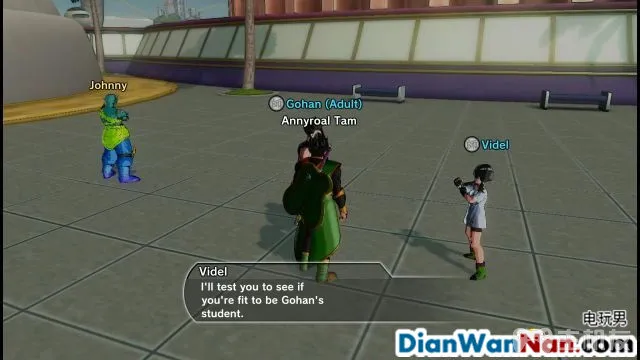 Johnny
Gohan (Adult)
Annyroal Tam
Videl
Videl
I'll test you to see if
you're fit to be Gohan's
student.
电玩男
DianWanNan.com